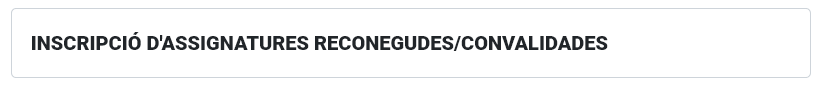 INSCRIPCIÓ D'ASSIGNATURES RECONEGUDES/CONVALIDADES